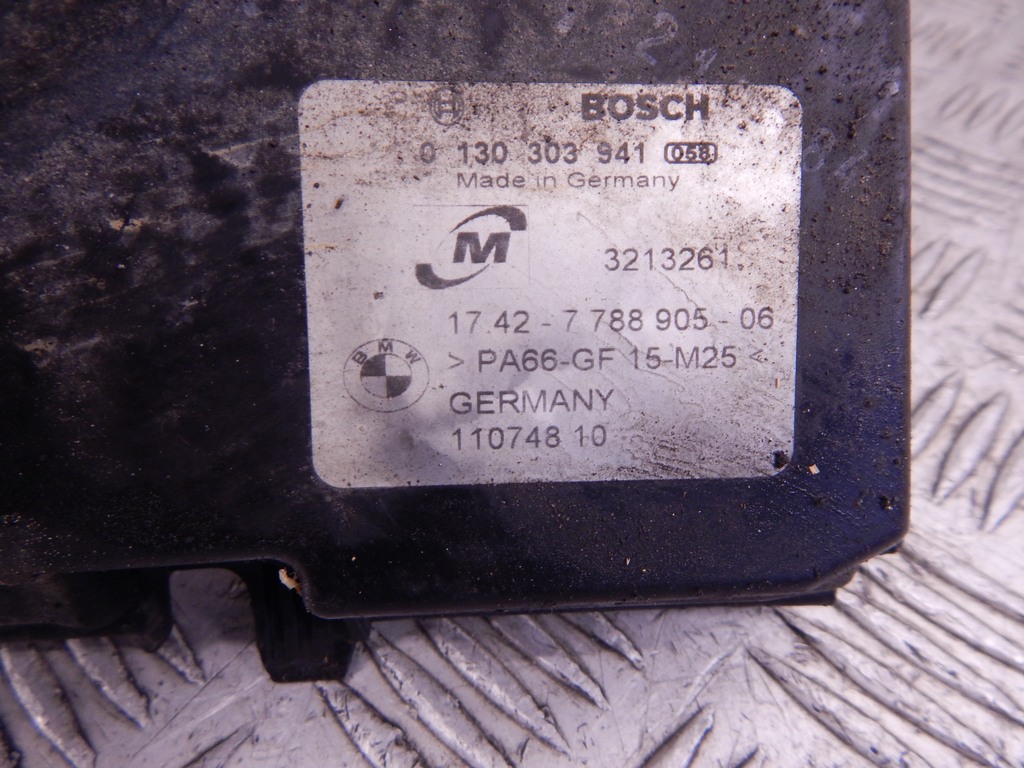 BOSCH
0 130 303 941 058
Made in Germany
M
3213261
17.42 - 7 788 905 - 06
BMW
> PA66-GF 15-M25 <
GERMANY
110748 10